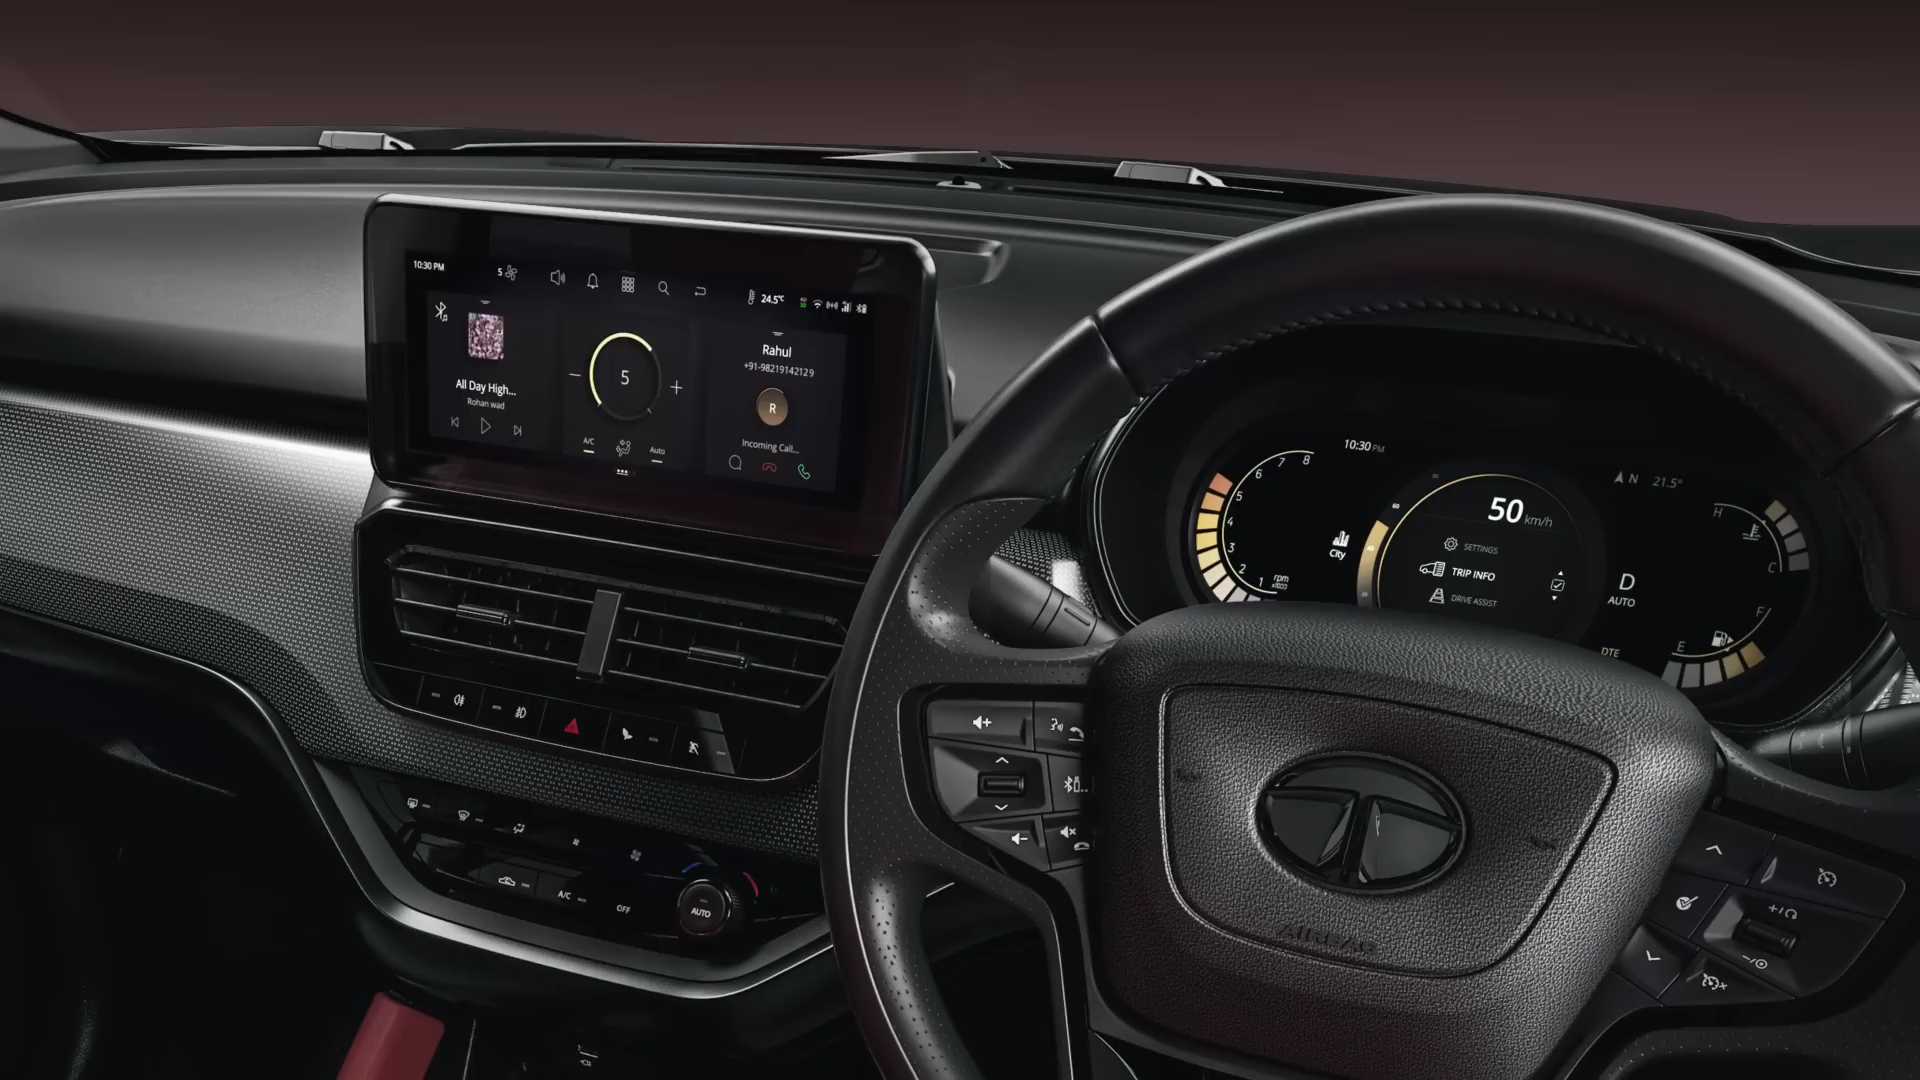 10:30 PM
5
24.5°C
All Day High...
Rohan wad
5
A/C
Auto
Rahul
+91-98219142129
R
Incoming Call...
10:30 PM
N 21.5°
8
7
6
5
4
3
2
1
rpm
x1000
City
60
50 km/h
SETTINGS
TRIP INFO
DRIVE ASSIST
D
AUTO
DTE
H
C
F
E
A/C
OFF
AUTO
AIRBAG